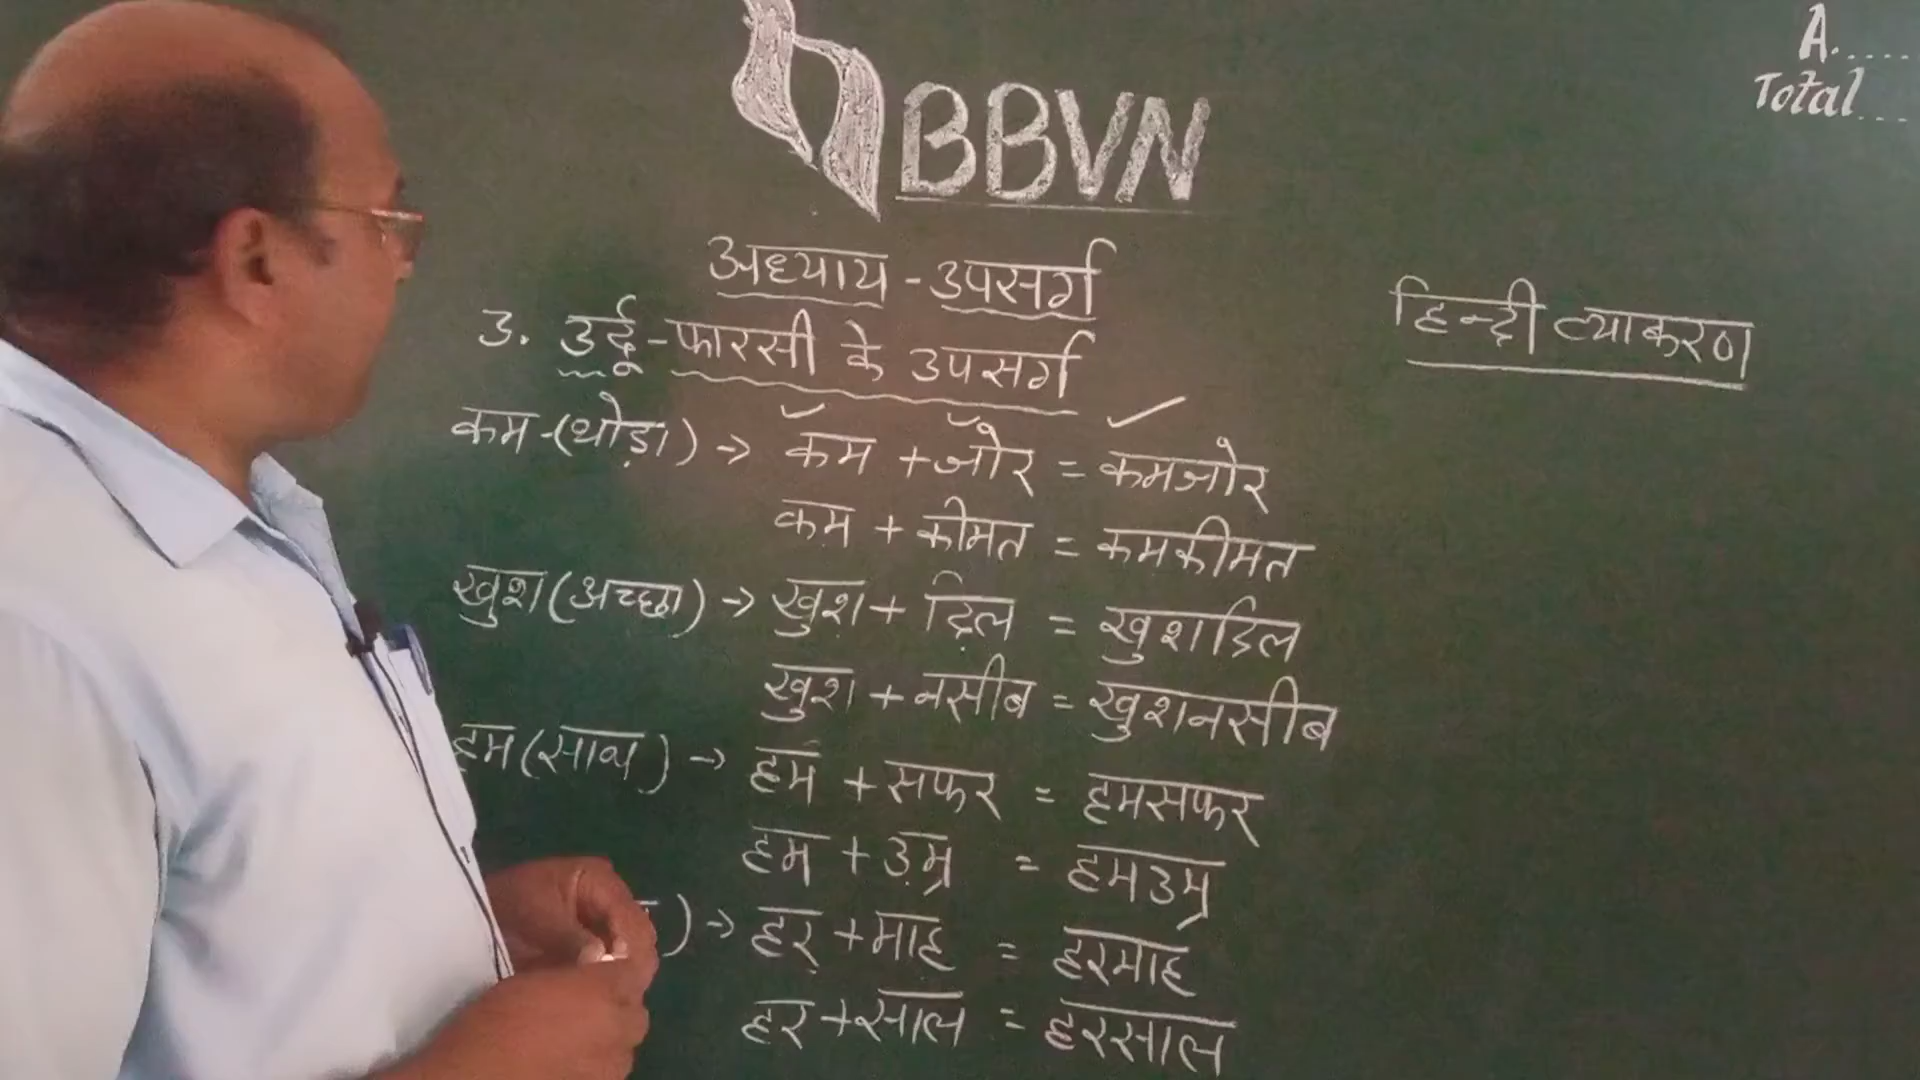 BBVN
A.....
Total....
अध्याय - उपसर्ग
हिन्दी व्याकरण
3. उर्दू-फारसी के उपसर्ग
कम-(थोड़ा) → कम + जोर = कमजोर
कम + कीमत = कमकीमत
खुश(अच्छा) → खुश + दिल = खुशदिल
खुश + नसीब = खुशनसीब
हम(साथ) → हम + सफर = हमसफर
हम + उम्र = हमउम्र
) → हर + माह = हरमाह
हर + साल = हरसाल